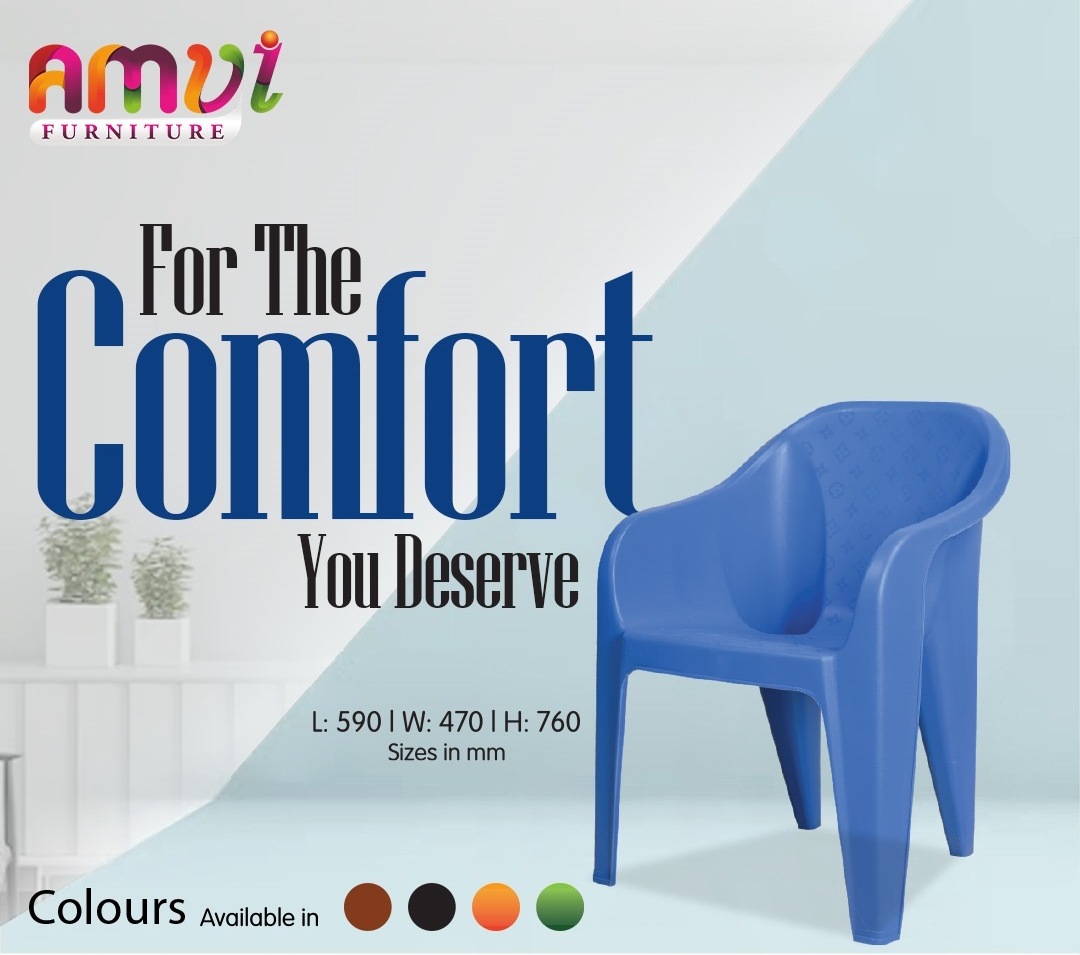 amvi
FURNITURE
For The
Comfort
You Deserve
L: 590 | W: 470 | H: 760
Sizes in mm
Colours Available in